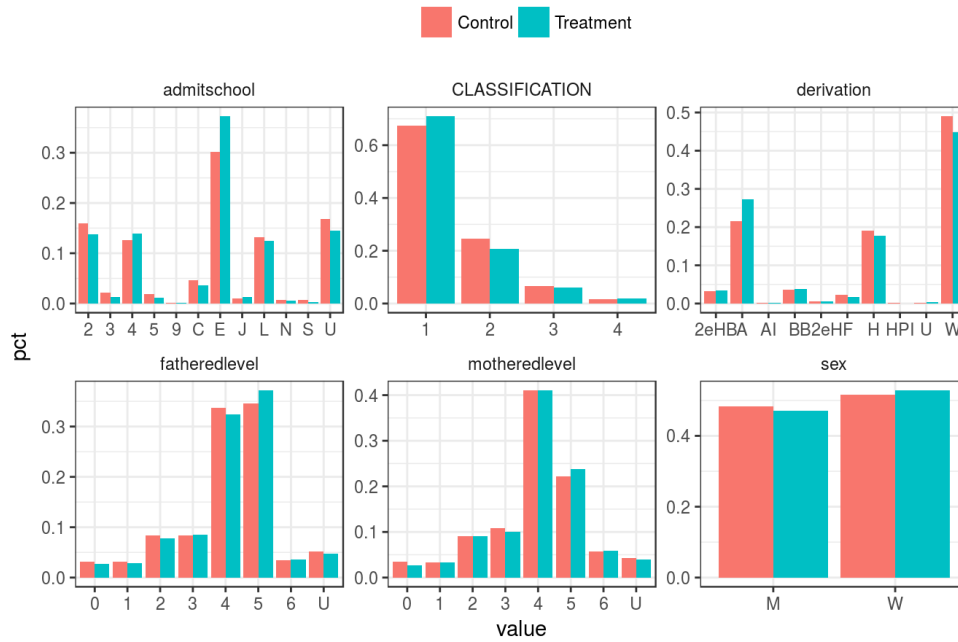 Control Treatment
admitschool CLASSIFICATION derivation
0.3
0.2
0.1
0.0
2 3 4 5 9 C E J L N S U
0.6
0.4
0.2
0.0
1 2 3 4
0.5
0.4
0.3
0.2
0.1
0.0
2eHBA AI BB2eHF H HPI U W
pct
fatheredlevel motheredlevel sex
0.3
0.2
0.1
0.0
0 1 2 3 4 5 6 U
0.4
0.3
0.2
0.1
0.0
0 1 2 3 4 5 6 U
0.4
0.2
0.0
M W
value